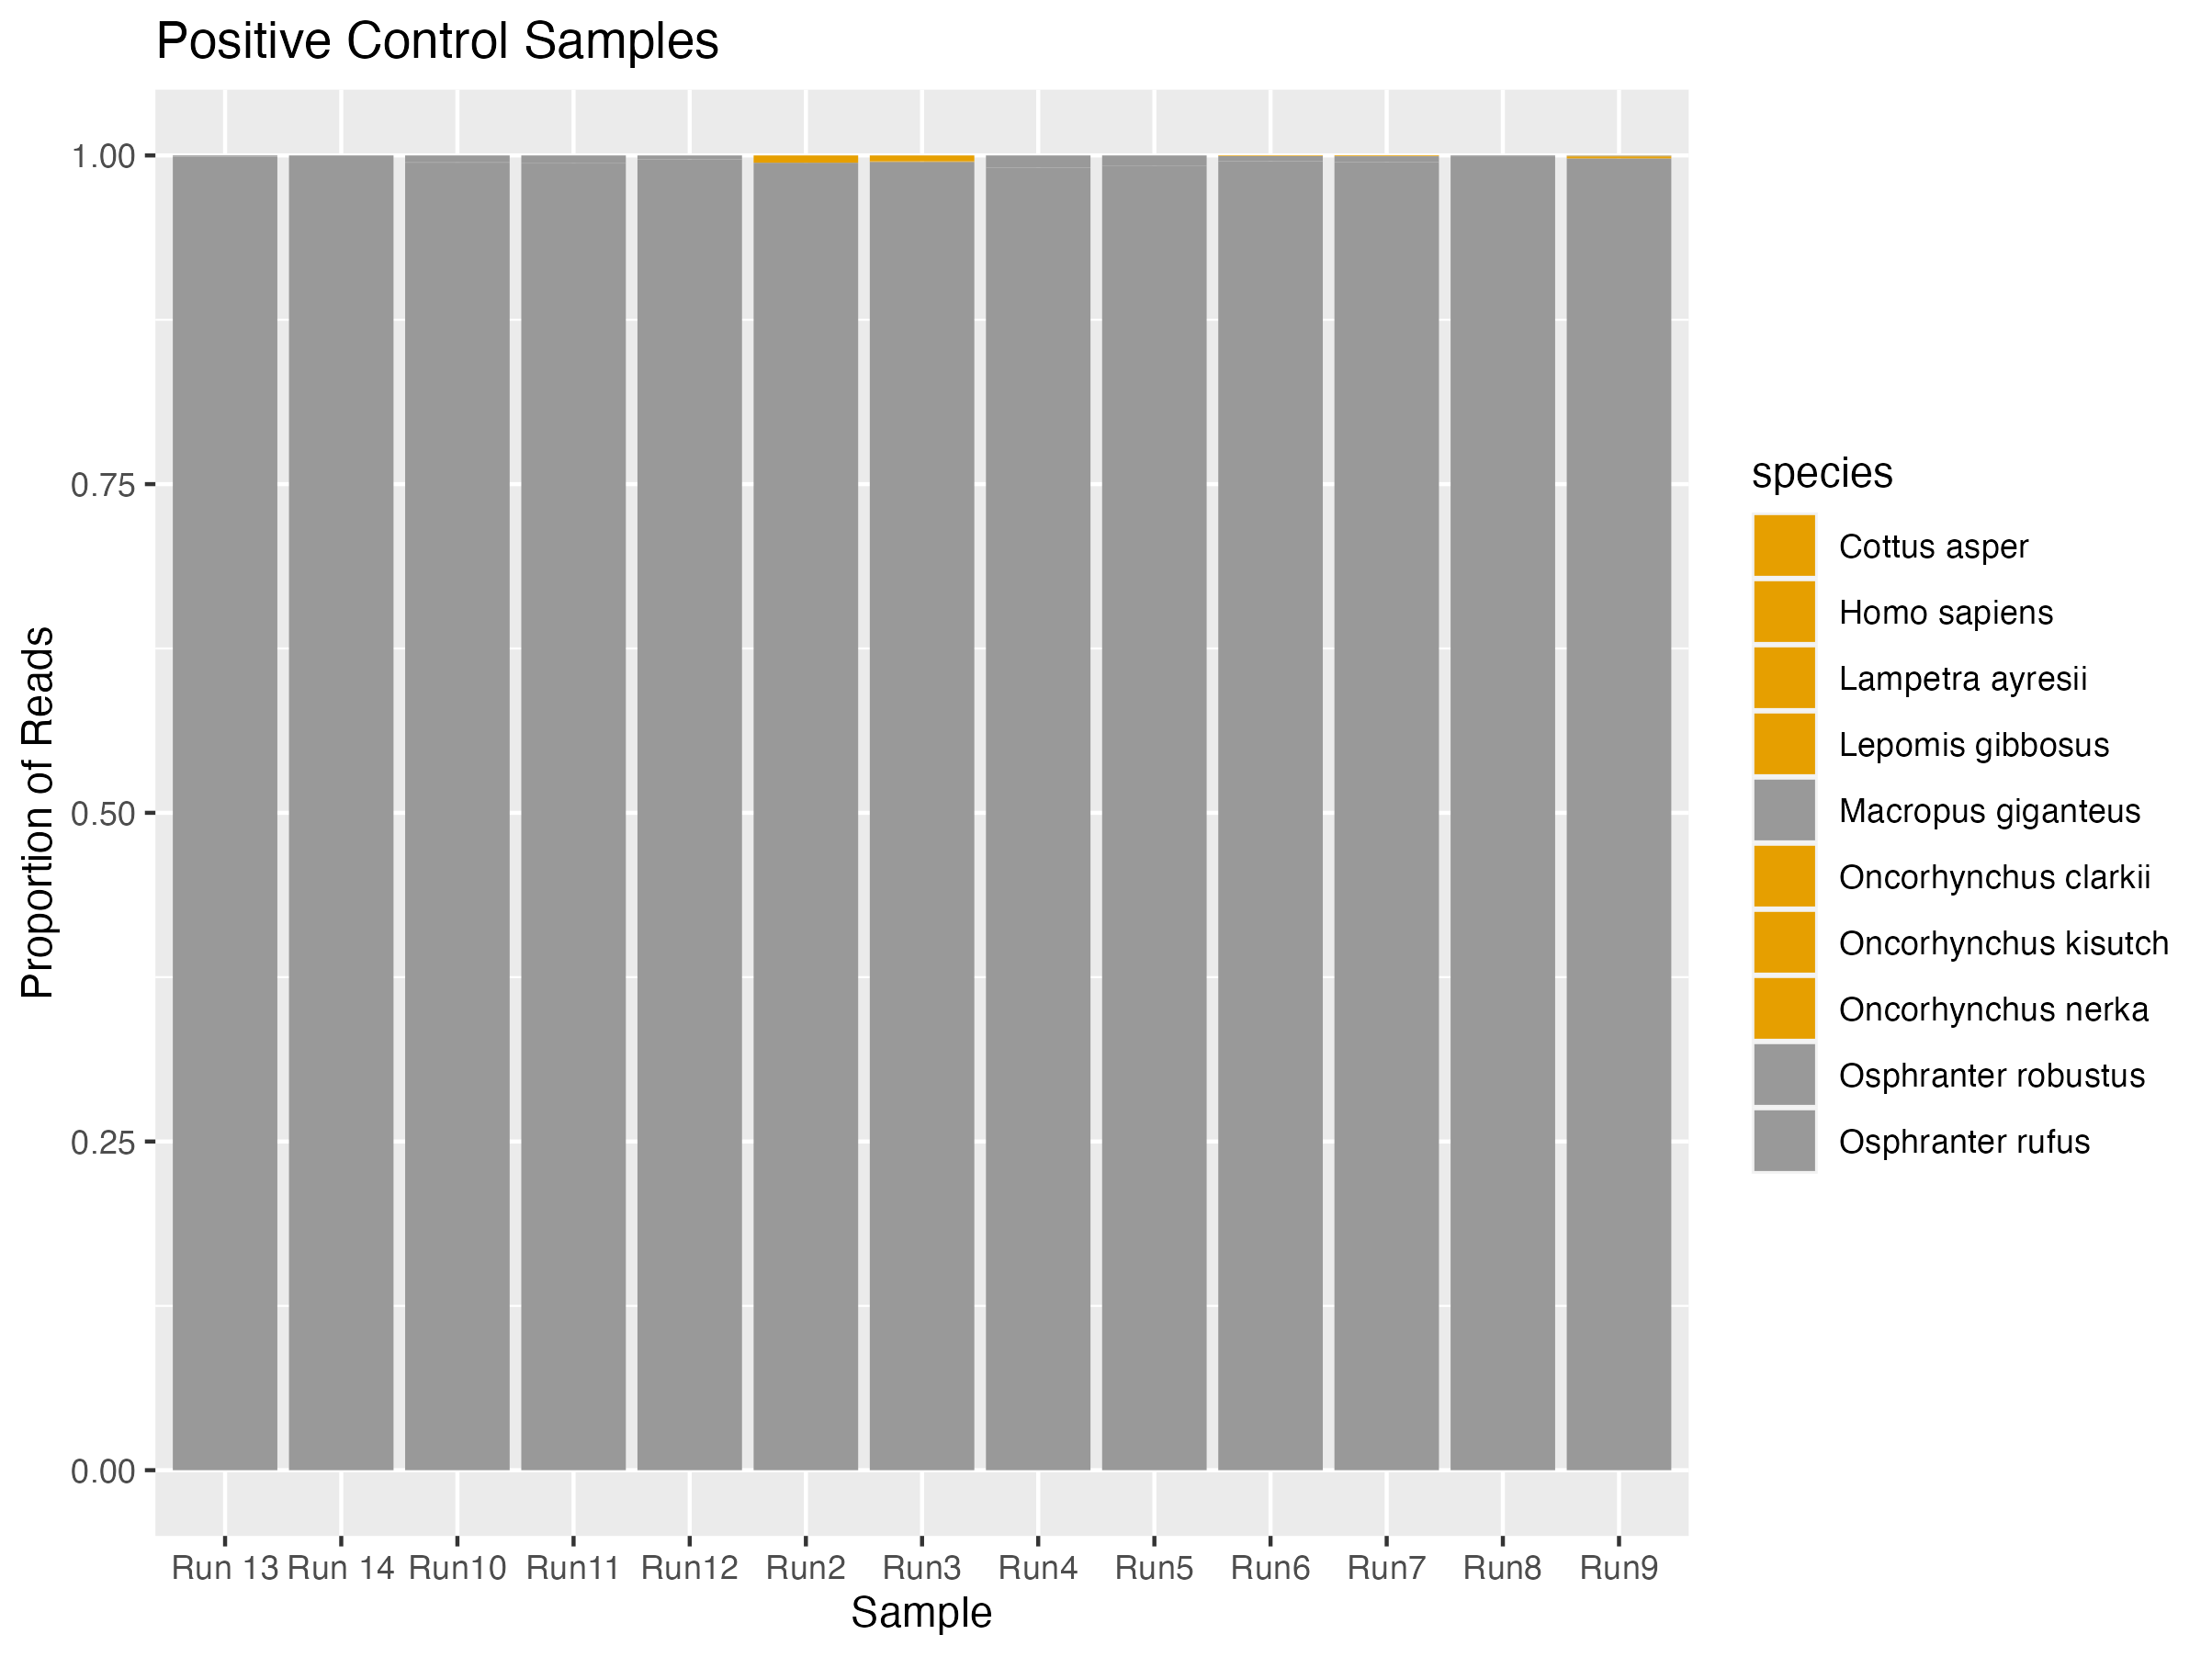 Positive Control Samples
Proportion of Reads
1.00
0.75
0.50
0.25
0.00
Run 13 Run 14 Run10 Run11 Run12 Run2 Run3 Run4 Run5 Run6 Run7 Run8 Run9
Sample
species
Cottus asper
Homo sapiens
Lampetra ayresii
Lepomis gibbosus
Macropus giganteus
Oncorhynchus clarkii
Oncorhynchus kisutch
Oncorhynchus nerka
Osphranter robustus
Osphranter rufus